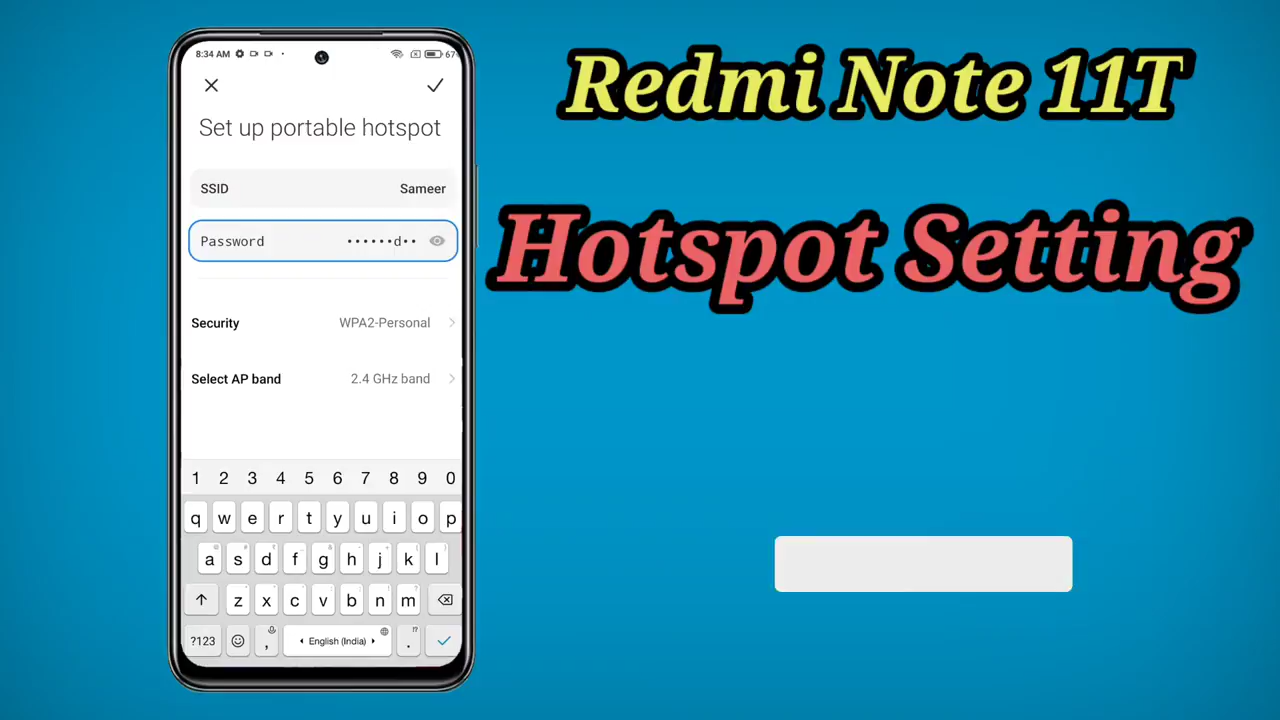 8:34 AM
67
Set up portable hotspot
SSID Sameer
Password ••••••d••
Security WPA2-Personal
Select AP band 2.4 GHz band
1 2 3 4 5 6 7 8 9 0
q w e r t y u i o p
a s d f g h j k l
z x c v b n m
?123 , English (India) .
Redmi Note 11T
Hotspot Setting